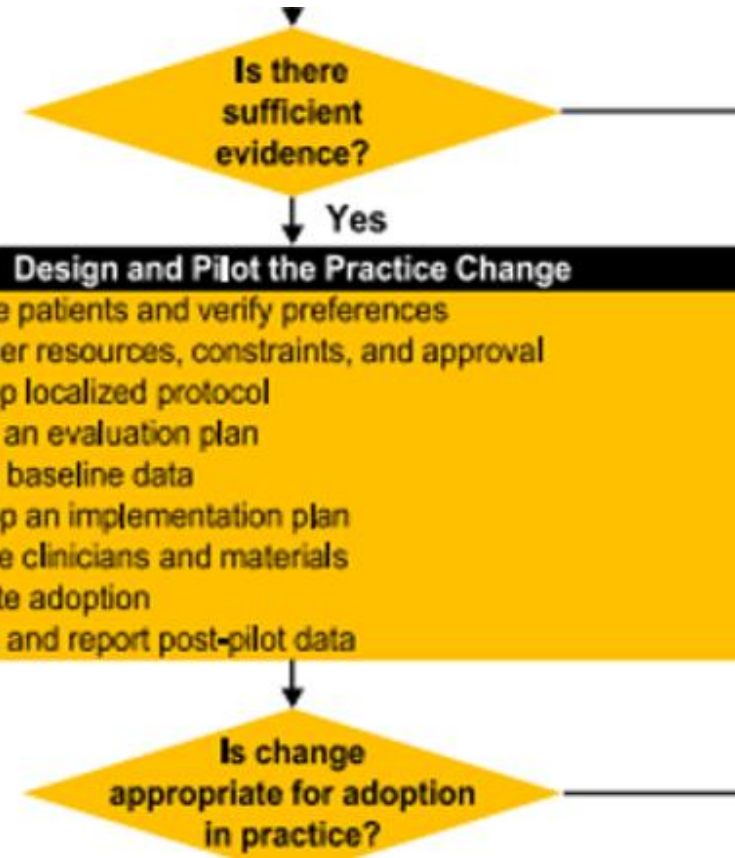 Is there
sufficient
evidence?
Yes
Design and Pilot the Practice Change
e patients and verify preferences
er resources, constraints, and approval
p localized protocol
an evaluation plan
baseline data
p an implementation plan
e clinicians and materials
te adoption
and report post-pilot data
Is change
appropriate for adoption
in practice?